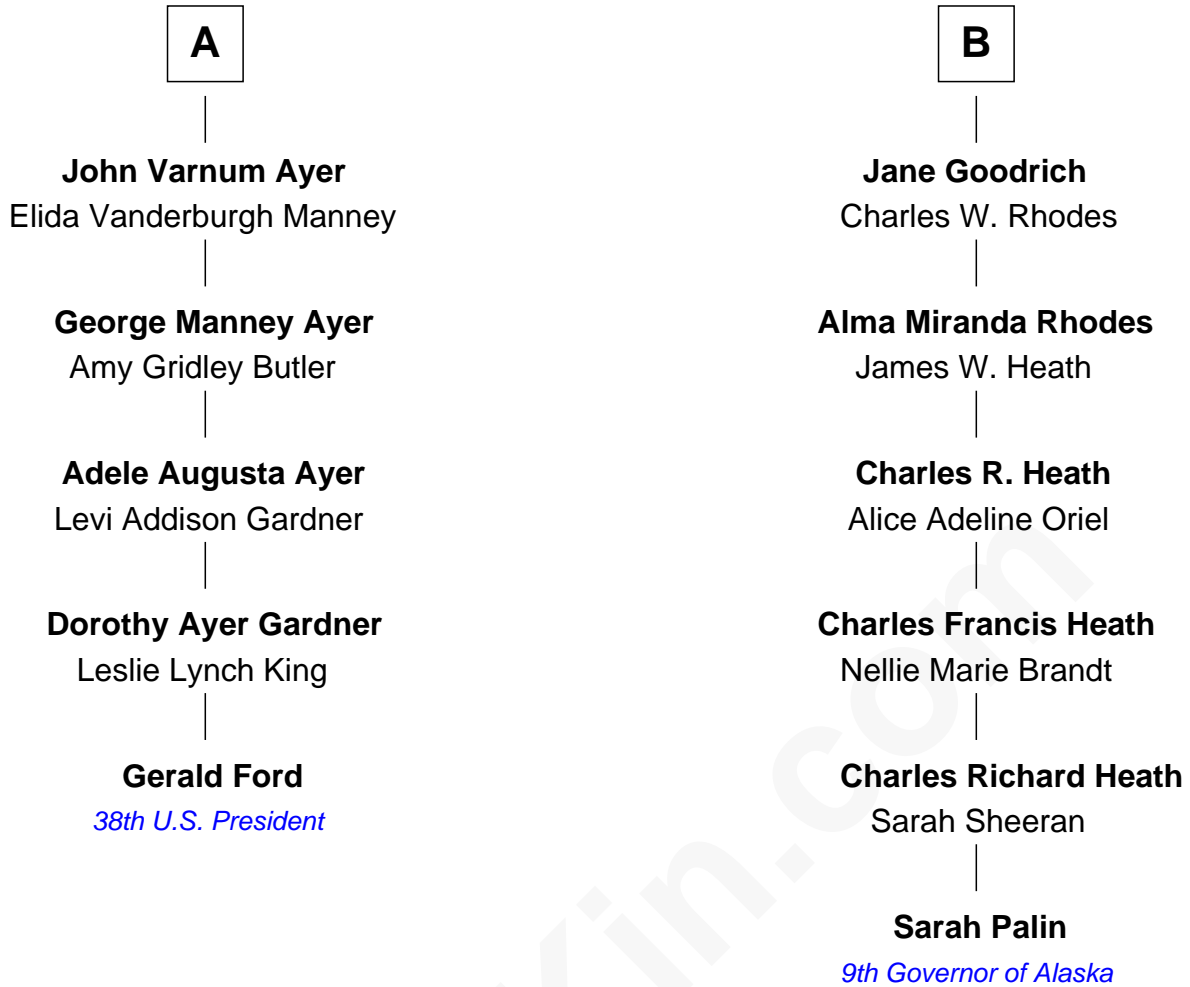 A
John Varnum Ayer
Elida Vanderburgh Manney
George Manney Ayer
Amy Gridley Butler
Adele Augusta Ayer
Levi Addison Gardner
Dorothy Ayer Gardner
Leslie Lynch King
Gerald Ford
38th U.S. President
B
Jane Goodrich
Charles W. Rhodes
Alma Miranda Rhodes
James W. Heath
Charles R. Heath
Alice Adeline Oriel
Charles Francis Heath
Nellie Marie Brandt
Charles Richard Heath
Sarah Sheeran
Sarah Palin
9th Governor of Alaska
Kin.com